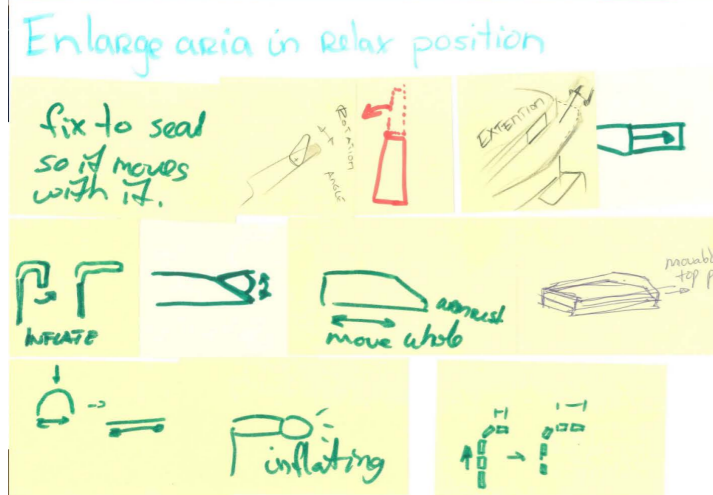 Enlarge aria in Relax position
fix to seat
so it moves
with it.
ROTATION
ANGLE
EXTENTION
INFLATE
armrest
move whole
movabl
top p
inflating